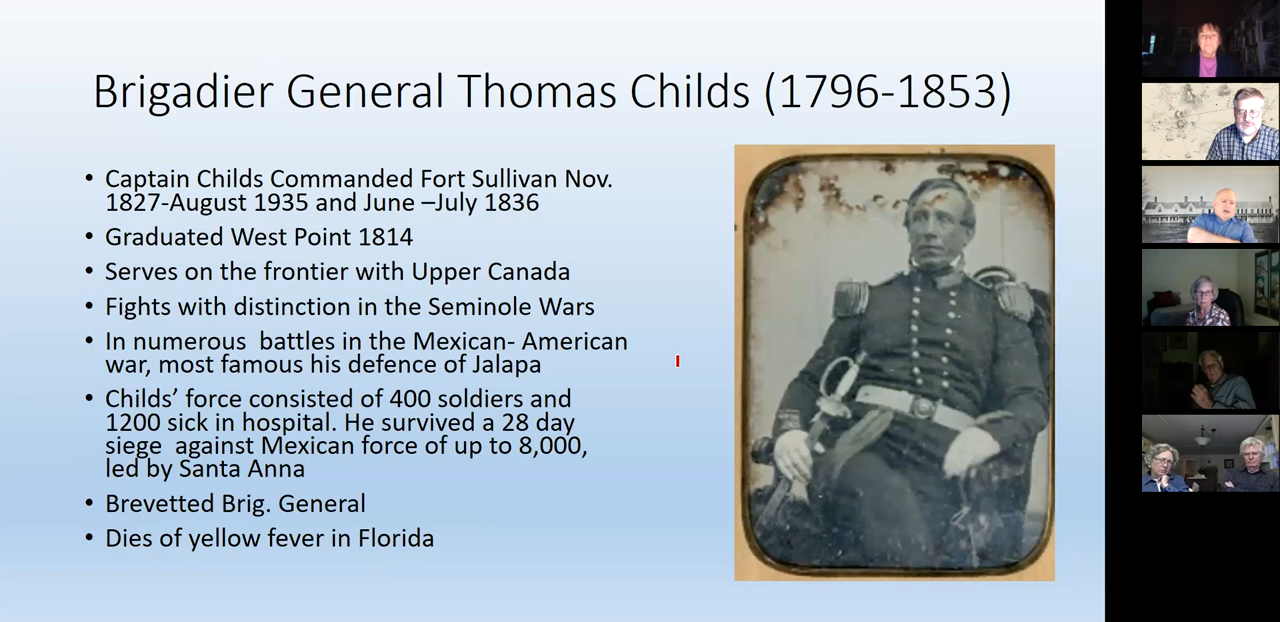 Brigadier General Thomas Childs (1796-1853)
• Captain Childs Commanded Fort Sullivan Nov.
1827-August 1935 and June –July 1836
• Graduated West Point 1814
• Serves on the frontier with Upper Canada
• Fights with distinction in the Seminole Wars
• In numerous  battles in the Mexican- American
war, most famous his defence of Jalapa
• Childs’ force consisted of 400 soldiers and
1200 sick in hospital. He survived a 28 day
siege  against Mexican force of up to 8,000,
led by Santa Anna
• Brevetted Brig. General
• Dies of yellow fever in Florida